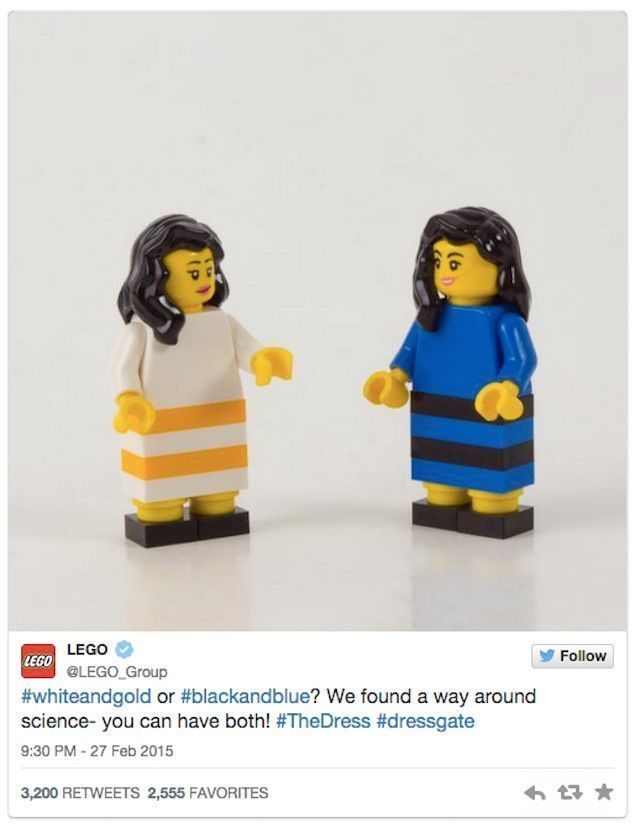 LEGO
LEGO
@LEGO_Group
Follow
#whiteandgold or #blackandblue? We found a way around
science- you can have both! #TheDress #dressgate
9:30 PM - 27 Feb 2015
3,200 RETWEETS 2,555 FAVORITES